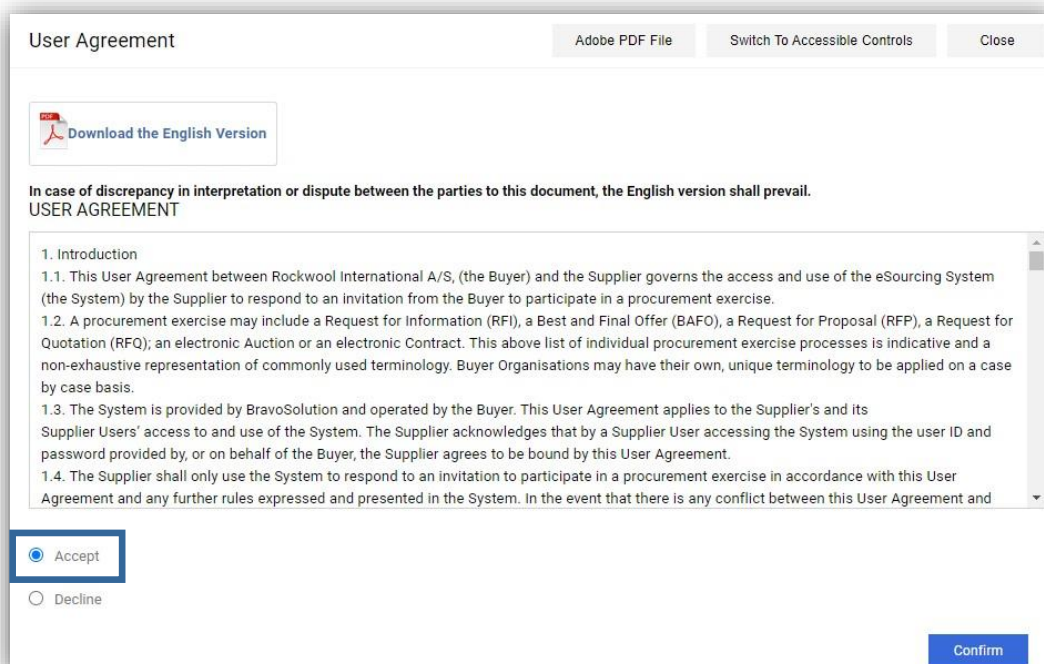 User Agreement
Adobe PDF File
Switch To Accessible Controls
Close
PDF
Download the English Version
In case of discrepancy in interpretation or dispute between the parties to this document, the English version shall prevail.
USER AGREEMENT
1. Introduction
1.1. This User Agreement between Rockwool International A/S, (the Buyer) and the Supplier governs the access and use of the eSourcing System
(the System) by the Supplier to respond to an invitation from the Buyer to participate in a procurement exercise.
1.2. A procurement exercise may include a Request for Information (RFI), a Best and Final Offer (BAFO), a Request for Proposal (RFP), a Request for
Quotation (RFQ); an electronic Auction or an electronic Contract. This above list of individual procurement exercise processes is indicative and a
non-exhaustive representation of commonly used terminology. Buyer Organisations may have their own, unique terminology to be applied on a case
by case basis.
1.3. The System is provided by BravoSolution and operated by the Buyer. This User Agreement applies to the Supplier's and its
Supplier Users' access to and use of the System. The Supplier acknowledges that by a Supplier User accessing the System using the user ID and
password provided by, or on behalf of the Buyer, the Supplier agrees to be bound by this User Agreement.
1.4. The Supplier shall only use the System to respond to an invitation to participate in a procurement exercise in accordance with this User
Agreement and any further rules expressed and presented in the System. In the event that there is any conflict between this User Agreement and
Accept
Decline
Confirm